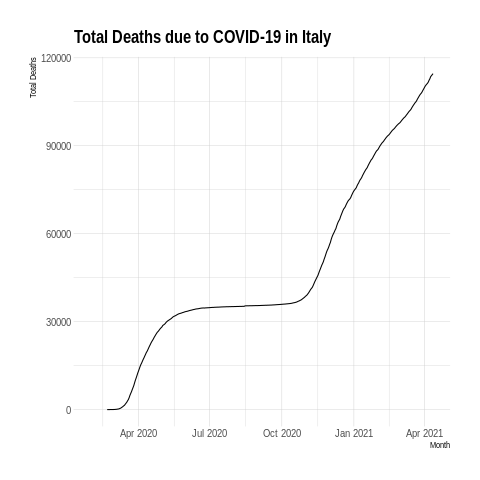 Total Deaths due to COVID-19 in Italy
Total Deaths
120000
90000
60000
30000
0
Apr 2020 Jul 2020 Oct 2020 Jan 2021 Apr 2021
Month